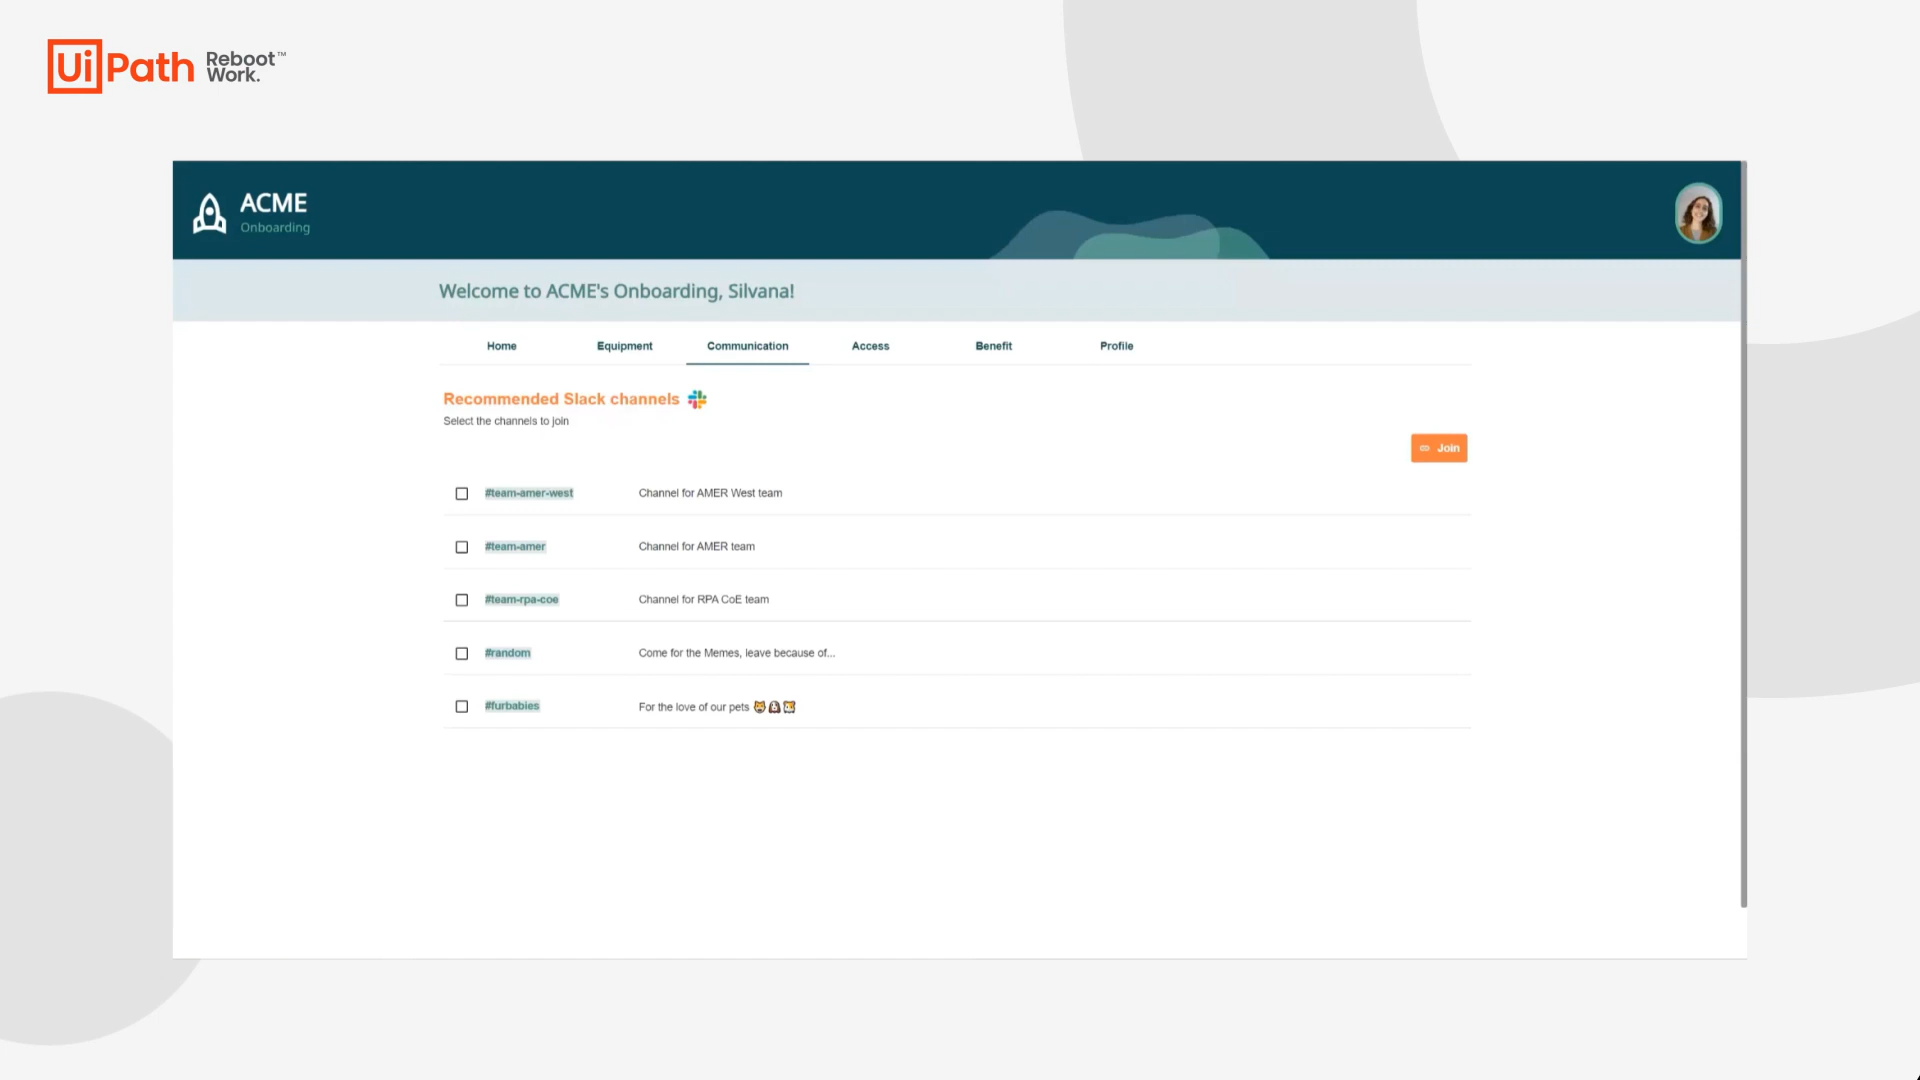 UiPath Reboot™ Work.
ACME
Onboarding
Welcome to ACME's Onboarding, Silvana!
Home Equipment Communication Access Benefit Profile
Recommended Slack channels
Select the channels to join
Join
#team-amer-west Channel for AMER West team
#team-amer Channel for AMER team
#team-rpa-coe Channel for RPA CoE team
#random Come for the Memes, leave because of...
#furbabies For the love of our pets 🐱🐶🐹